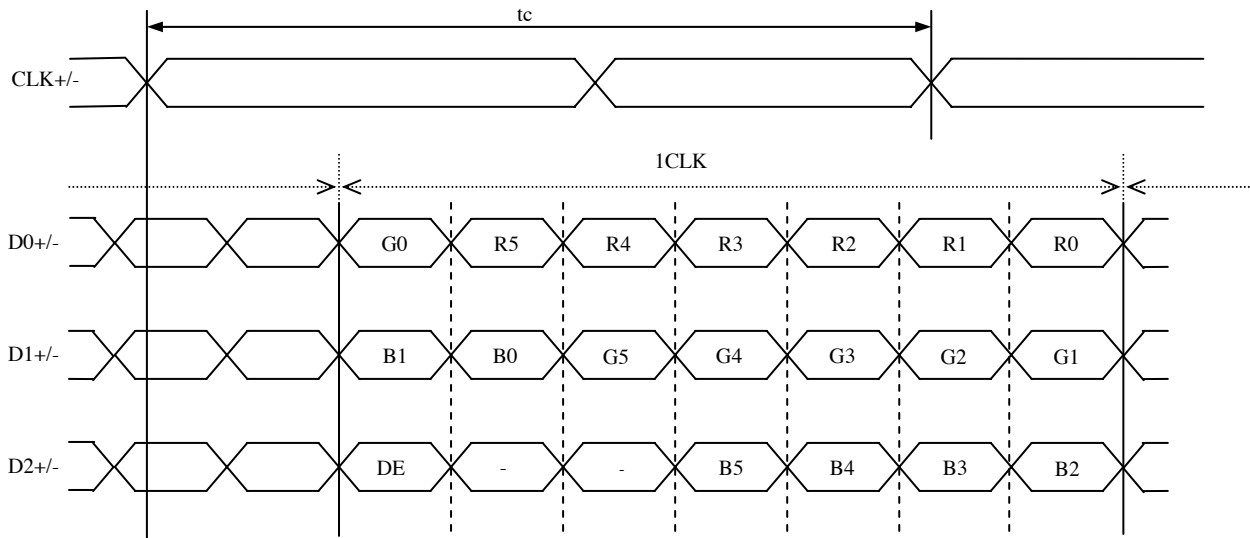 tc
CLK+/-
1CLK
D0+/- G0 R5 R4 R3 R2 R1 R0
D1+/- B1 B0 G5 G4 G3 G2 G1
D2+/- DE - - B5 B4 B3 B2